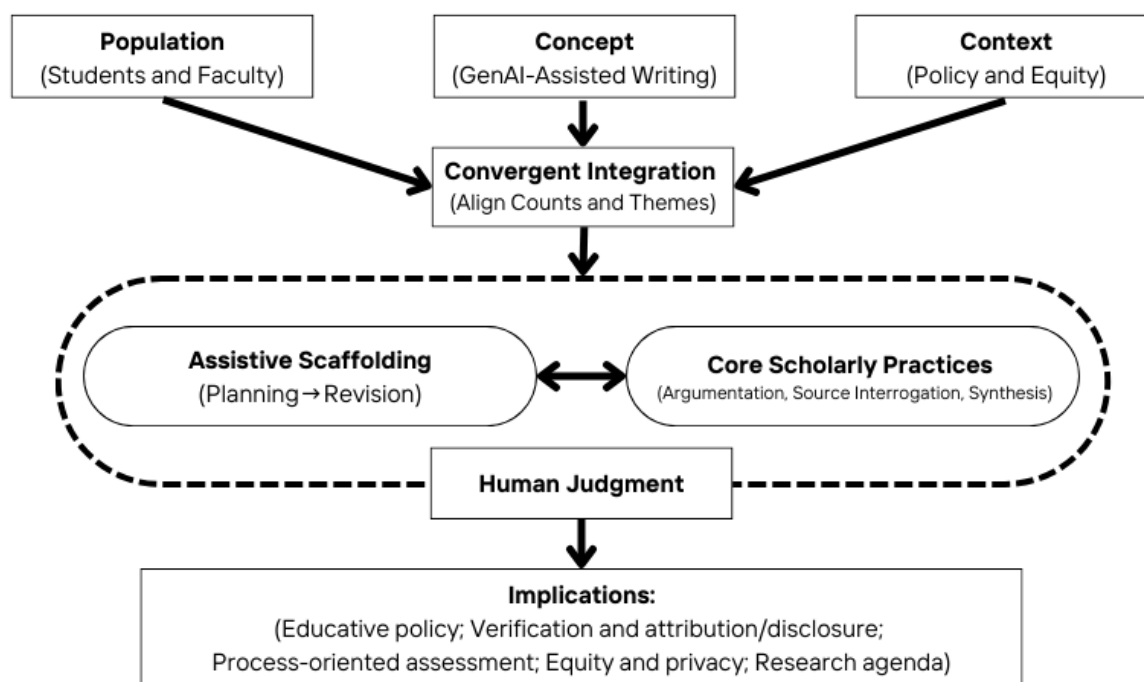 Population
(Students and Faculty)
Concept
(GenAI-Assisted Writing)
Context
(Policy and Equity)
Convergent Integration
(Align Counts and Themes)
Assistive Scaffolding
(Planning→Revision)
Core Scholarly Practices
(Argumentation, Source Interrogation, Synthesis)
Human Judgment
Implications:
(Educative policy; Verification and attribution/disclosure;
Process-oriented assessment; Equity and privacy; Research agenda)